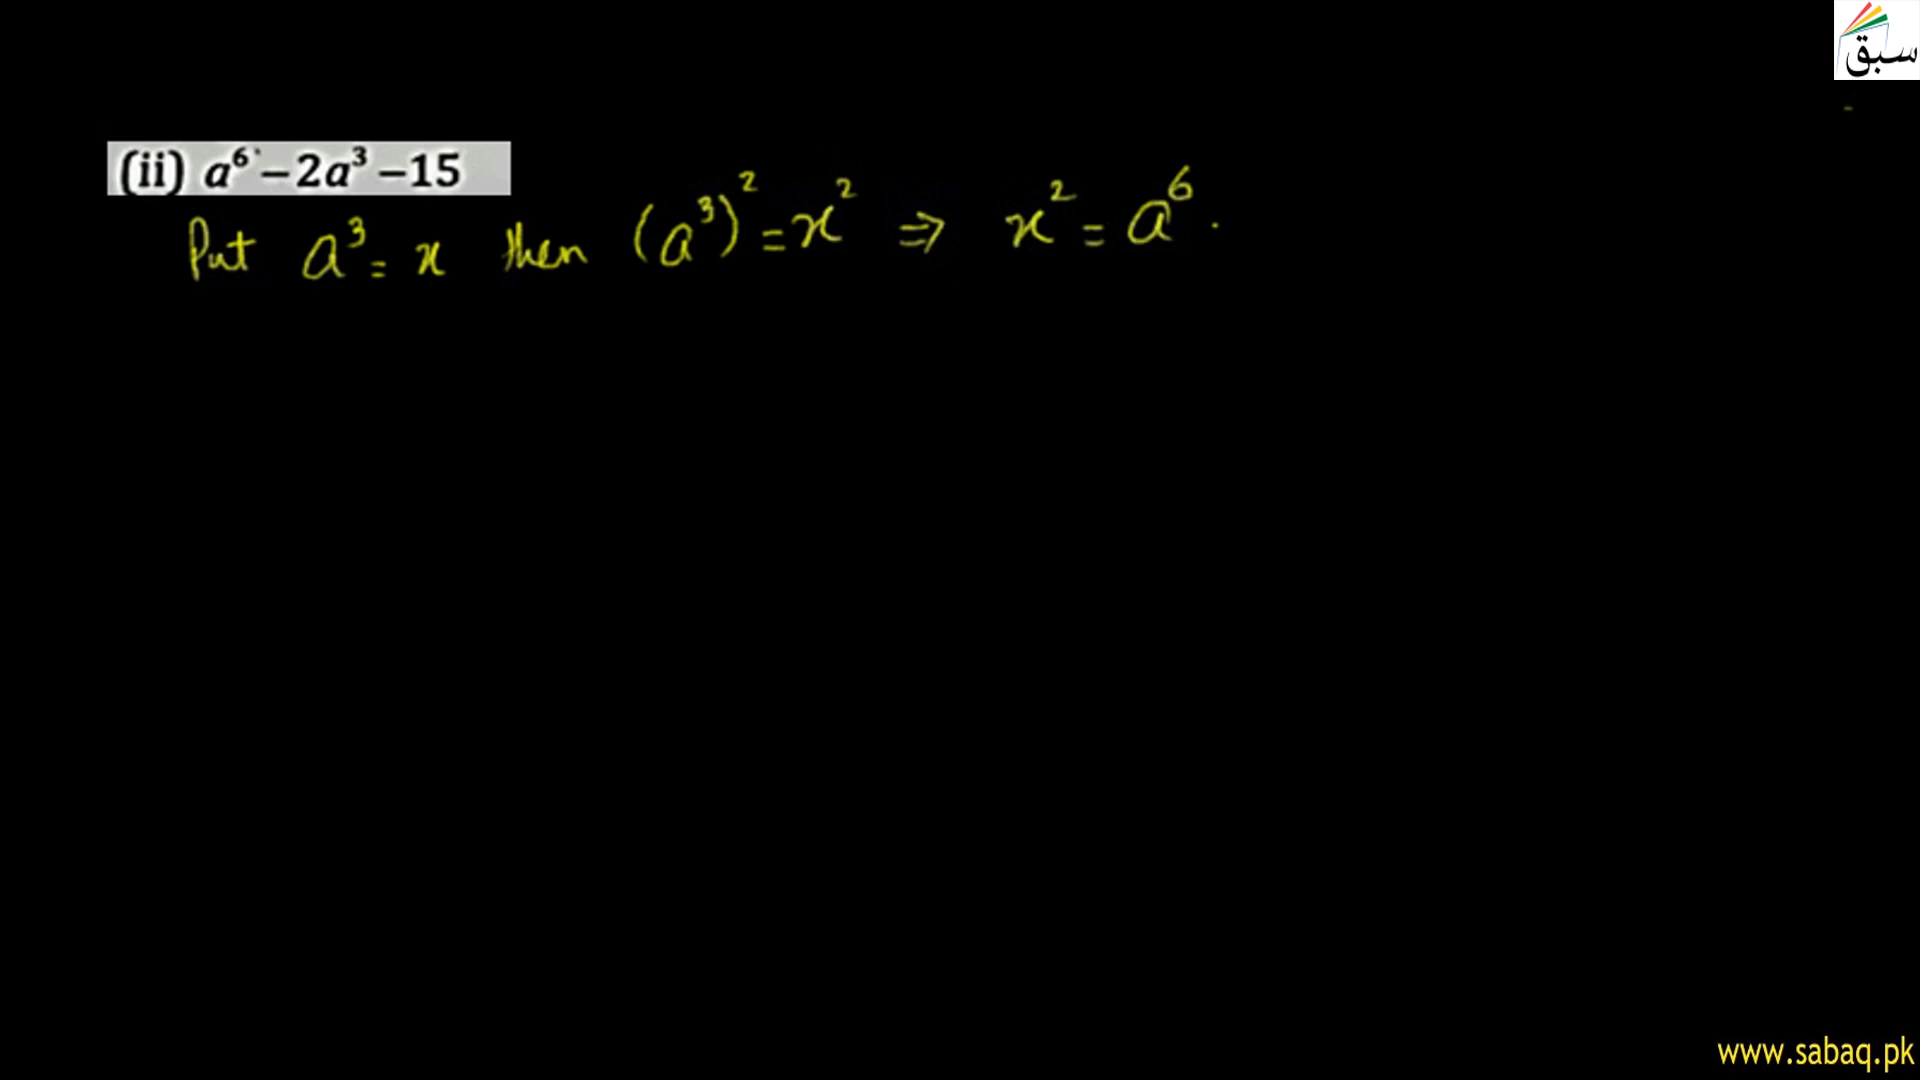 سبق
(ii) a⁶ − 2a³ − 15
Put a³ = x then (a³)² = x² ⇒ x² = a⁶.
www.sabaq.pk